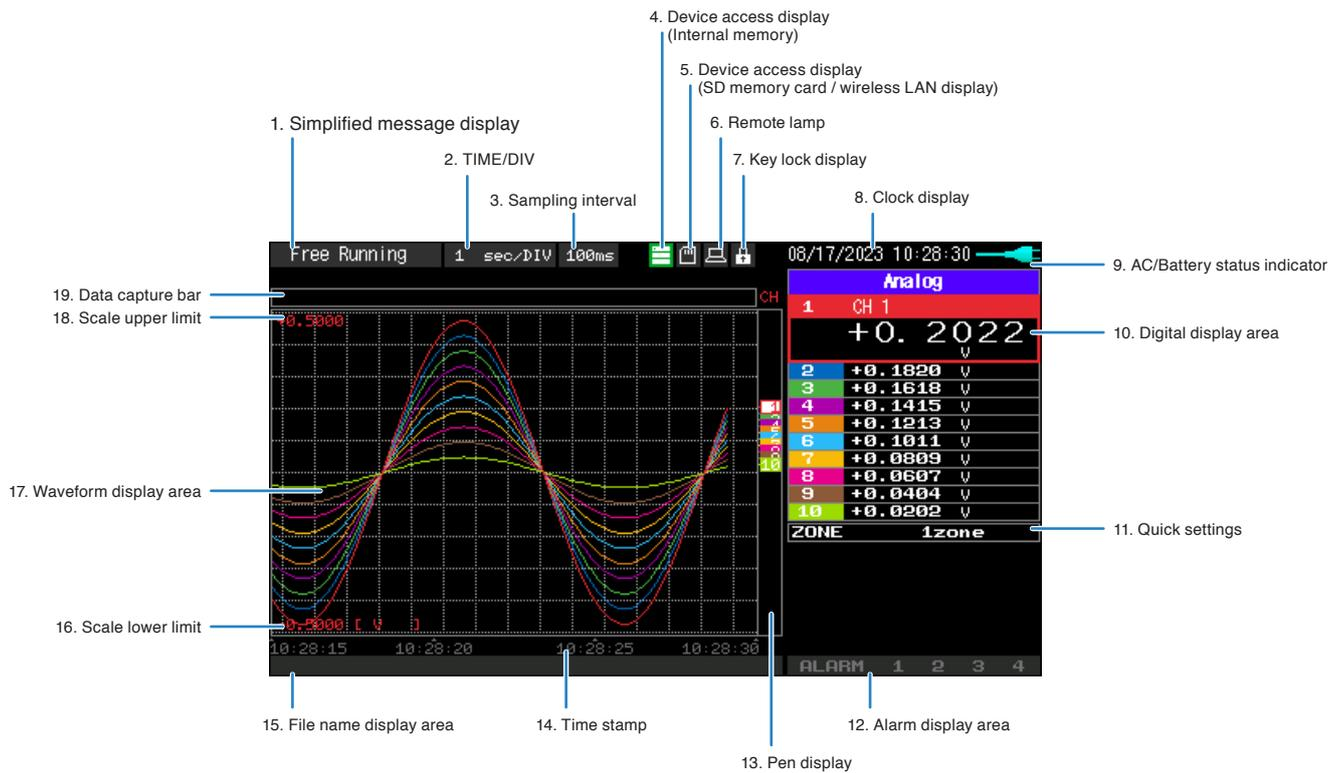 4. Device access display
(Internal memory)
5. Device access display
(SD memory card / wireless LAN display)
1. Simplified message display
6. Remote lamp
2. TIME/DIV
7. Key lock display
3. Sampling interval
8. Clock display
Free Running
1 sec/DIV
100ms
08/17/2023 10:28:30
9. AC/Battery status indicator
Analog
19. Data capture bar
CH
1 CH 1
18. Scale upper limit
+0.5000
+0. 2022
V
10. Digital display area
2 +0.1820 V
3 +0.1618 V
4 +0.1415 V
5 +0.1213 V
6 +0.1011 V
7 +0.0809 V
8 +0.0607 V
9 +0.0404 V
10 +0.0202 V
1
10
17. Waveform display area
ZONE 1zone
11. Quick settings
16. Scale lower limit
-0.5000 [ V ]
10:28:15 10:28:20 10:28:25 10:28:30
ALARM 1 2 3 4
15. File name display area
14. Time stamp
12. Alarm display area
13. Pen display